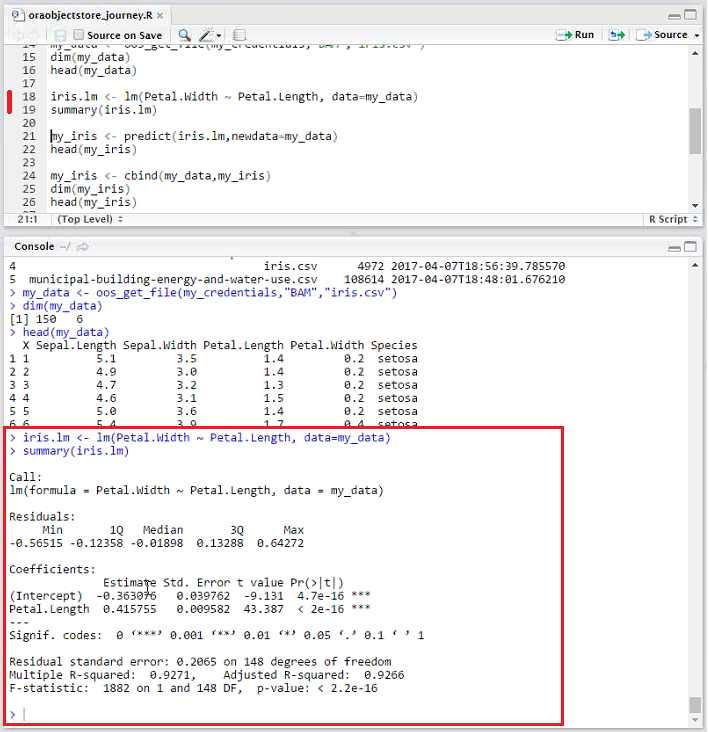 oraobjectstore_journey.R
Source on Save
Run
Source
14 my_data <- oos_get_file(my_credentials,"BAM","iris.csv")
15 dim(my_data)
16 head(my_data)
17
18 iris.lm <- lm(Petal.Width ~ Petal.Length, data=my_data)
19 summary(iris.lm)
20
21 my_iris <- predict(iris.lm,newdata=my_data)
22 head(my_iris)
23
24 my_iris <- cbind(my_data,my_iris)
25 dim(my_iris)
26 head(my_iris)
27
21:1 (Top Level) R Script
Console ~/
4 iris.csv 4972 2017-04-07T18:56:39.785570
5 municipal-building-energy-and-water-use.csv 108614 2017-04-07T18:48:01.676210
> my_data <- oos_get_file(my_credentials,"BAM","iris.csv")
> dim(my_data)
[1] 150 6
> head(my_data)
X Sepal.Length Sepal.Width Petal.Length Petal.Width Species
1 1 5.1 3.5 1.4 0.2 setosa
2 2 4.9 3.0 1.4 0.2 setosa
3 3 4.7 3.2 1.3 0.2 setosa
4 4 4.6 3.1 1.5 0.2 setosa
5 5 5.0 3.6 1.4 0.2 setosa
6 6 5.4 3.9 1.7 0.4 setosa
> iris.lm <- lm(Petal.Width ~ Petal.Length, data=my_data)
> summary(iris.lm)
Call:
lm(formula = Petal.Width ~ Petal.Length, data = my_data)
Residuals:
Min 1Q Median 3Q Max
-0.56515 -0.12358 -0.01898 0.13288 0.64272
Coefficients:
Estimate Std. Error t value Pr(>|t|)
(Intercept) -0.363076 0.039762 -9.131 4.7e-16 ***
Petal.Length 0.415755 0.009582 43.387 < 2e-16 ***
---
Signif. codes: 0 ‘***’ 0.001 ‘**’ 0.01 ‘*’ 0.05 ‘.’ 0.1 ‘ ’ 1
Residual standard error: 0.2065 on 148 degrees of freedom
Multiple R-squared: 0.9271, Adjusted R-squared: 0.9266
F-statistic: 1882 on 1 and 148 DF, p-value: < 2.2e-16
>